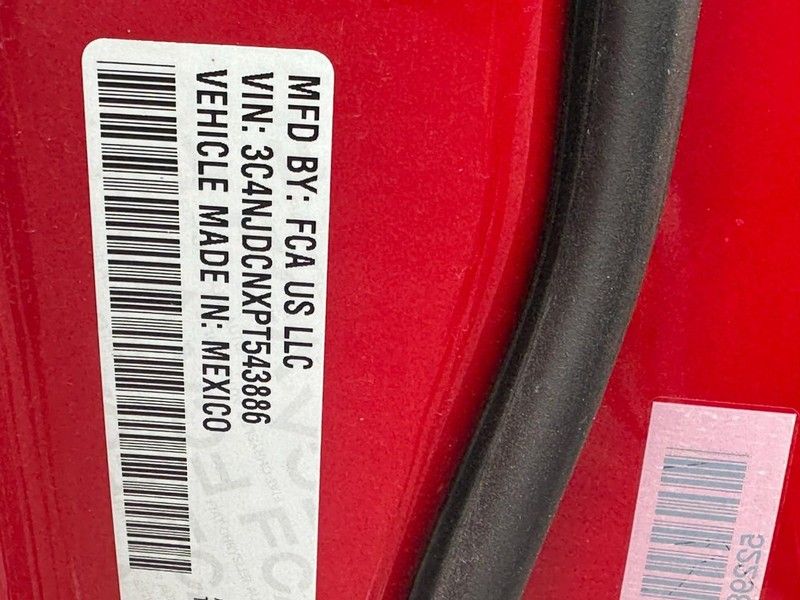 MFD BY: FCA US LLC
VIN: 3C4NJDCNXPT543886
VEHICLE MADE IN: MEXICO